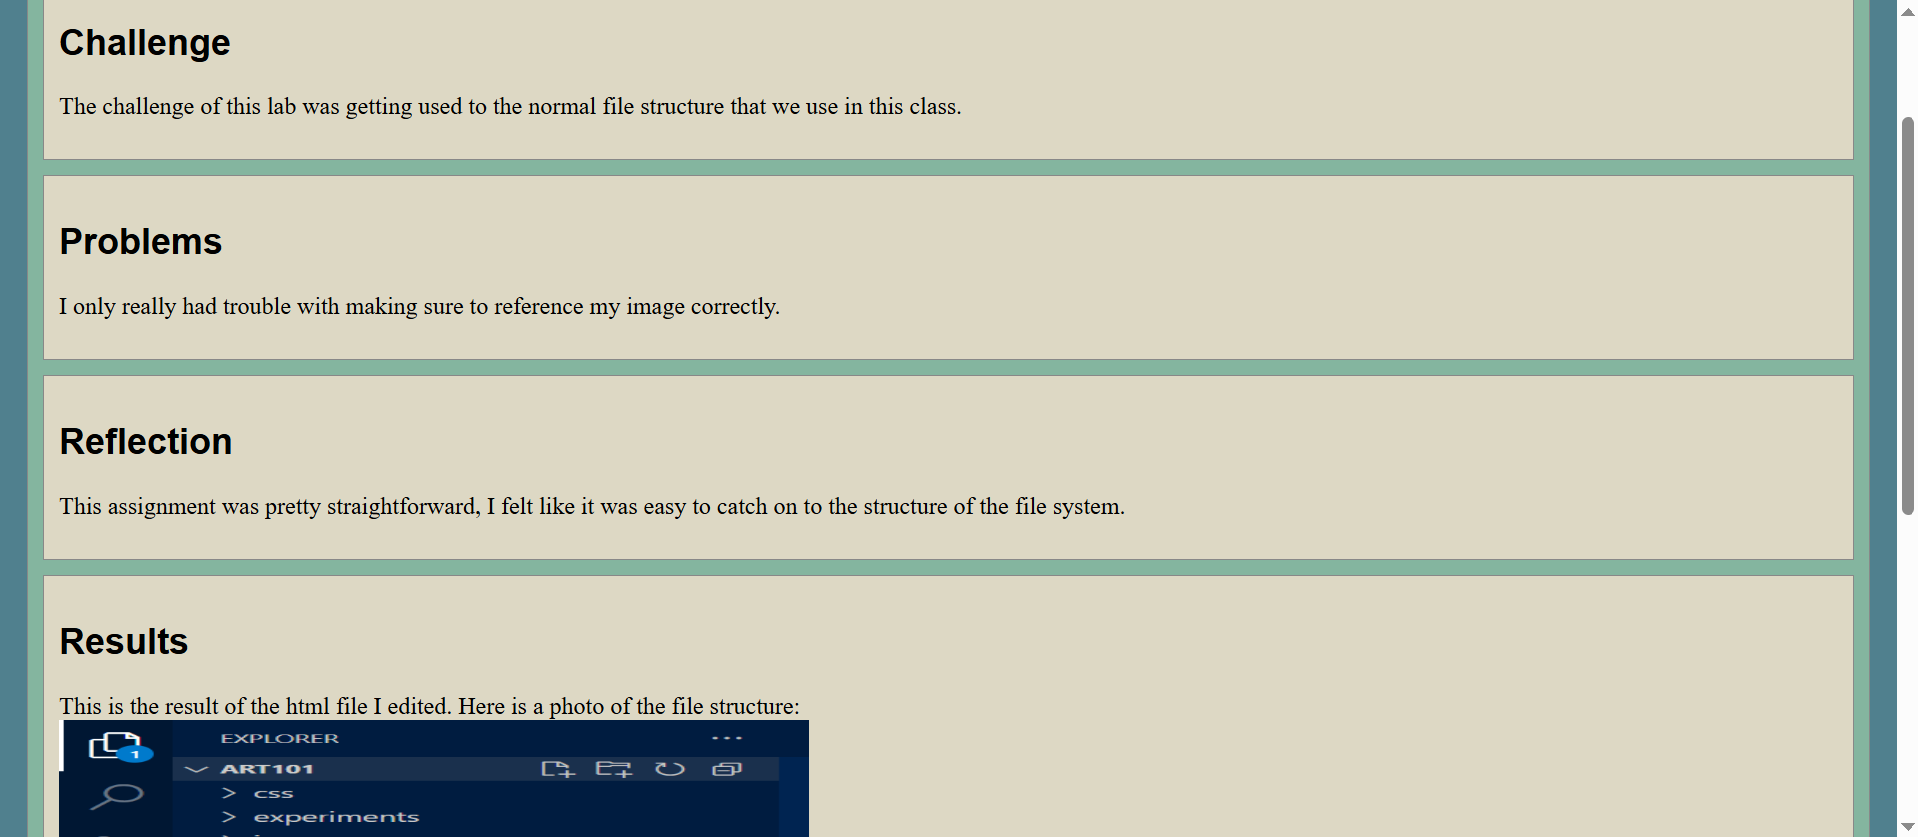 Challenge
The challenge of this lab was getting used to the normal file structure that we use in this class.
Problems
I only really had trouble with making sure to reference my image correctly.
Reflection
This assignment was pretty straightforward, I felt like it was easy to catch on to the structure of the file system.
Results
This is the result of the html file I edited. Here is a photo of the file structure:
EXPLORER
1
ART101
css
experiments